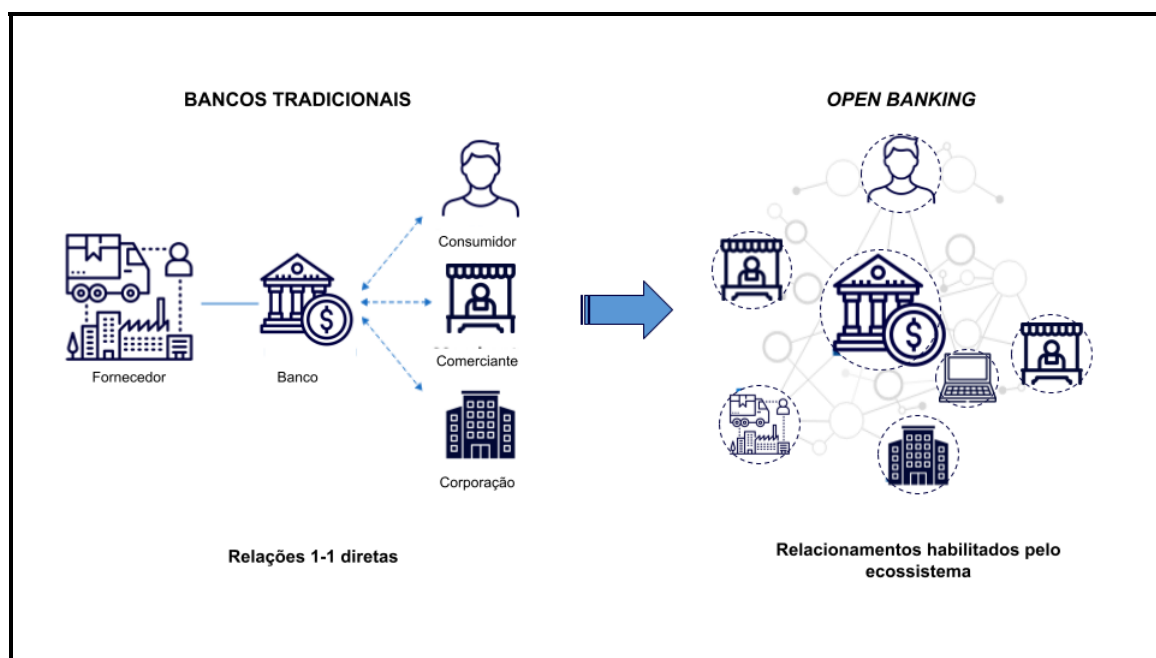 BANCOS TRADICIONAIS
OPEN BANKING
Consumidor
Fornecedor
Banco
Comerciante
Corporação
Relações 1-1 diretas
Relacionamentos habilitados pelo
ecossistema